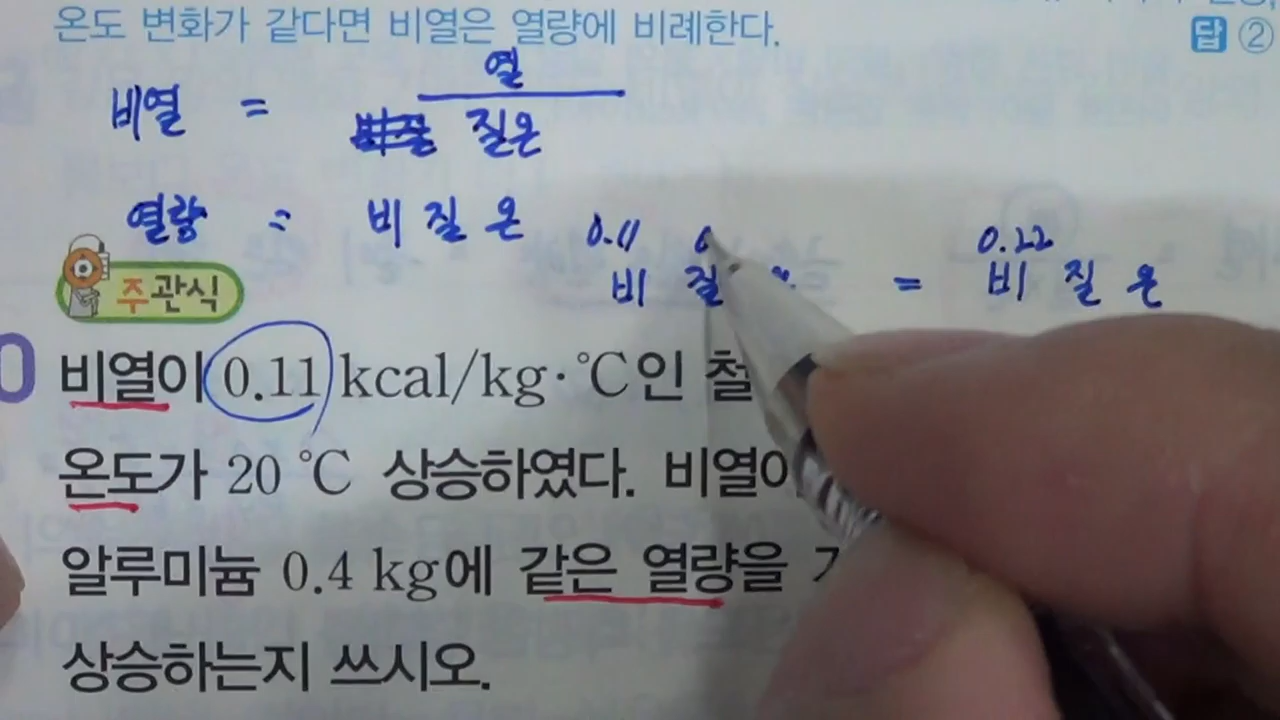 온도 변화가 같다면 비열은 열량에 비례한다.
답 ②
비열 = 열
질온
열량 = 비 질 온
0.11 0.22
비 질 = 비 질 온
주관식
0 비열이 0.11 kcal/kg·℃인 철
온도가 20 ℃ 상승하였다. 비열이
알루미늄 0.4 kg에 같은 열량을
상승하는지 쓰시오.